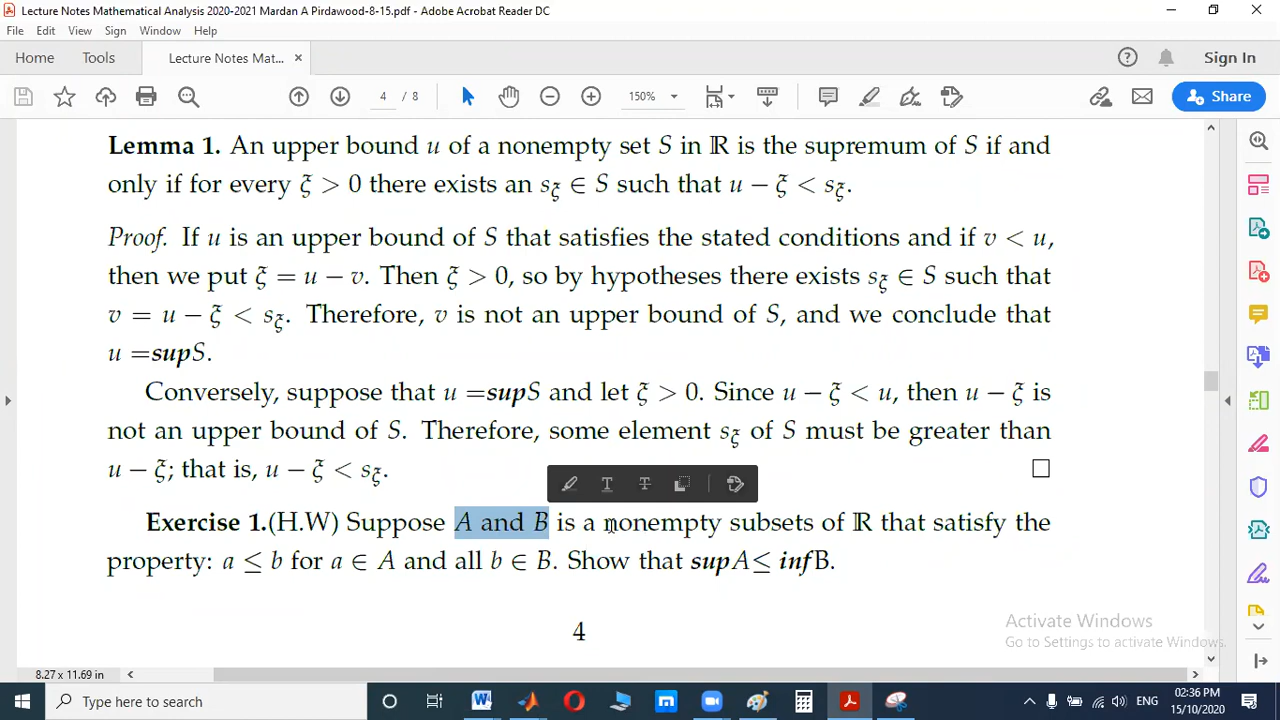 Lecture Notes Mathematical Analysis 2020-2021 Mardan A Pirdawood-8-15.pdf - Adobe Acrobat Reader DC
File Edit View Sign Window Help
Home Tools Lecture Notes Mat... × Sign In
4 / 8 150% Share
Lemma 1. An upper bound u of a nonempty set S in ℝ is the supremum of S if and
only if for every ξ > 0 there exists an s_ξ ∈ S such that u − ξ < s_ξ.
Proof. If u is an upper bound of S that satisfies the stated conditions and if v < u,
then we put ξ = u − v. Then ξ > 0, so by hypotheses there exists s_ξ ∈ S such that
v = u − ξ < s_ξ. Therefore, v is not an upper bound of S, and we conclude that
u =supS.
Conversely, suppose that u =supS and let ξ > 0. Since u − ξ < u, then u − ξ is
not an upper bound of S. Therefore, some element s_ξ of S must be greater than
u − ξ; that is, u − ξ < s_ξ. □
Exercise 1.(H.W) Suppose A and B is a nonempty subsets of ℝ that satisfy the
property: a ≤ b for a ∈ A and all b ∈ B. Show that supA≤ infB.
4
Activate Windows
Go to Settings to activate Windows.
8.27 x 11.69 in
Type here to search
ENG
02:36 PM
15/10/2020